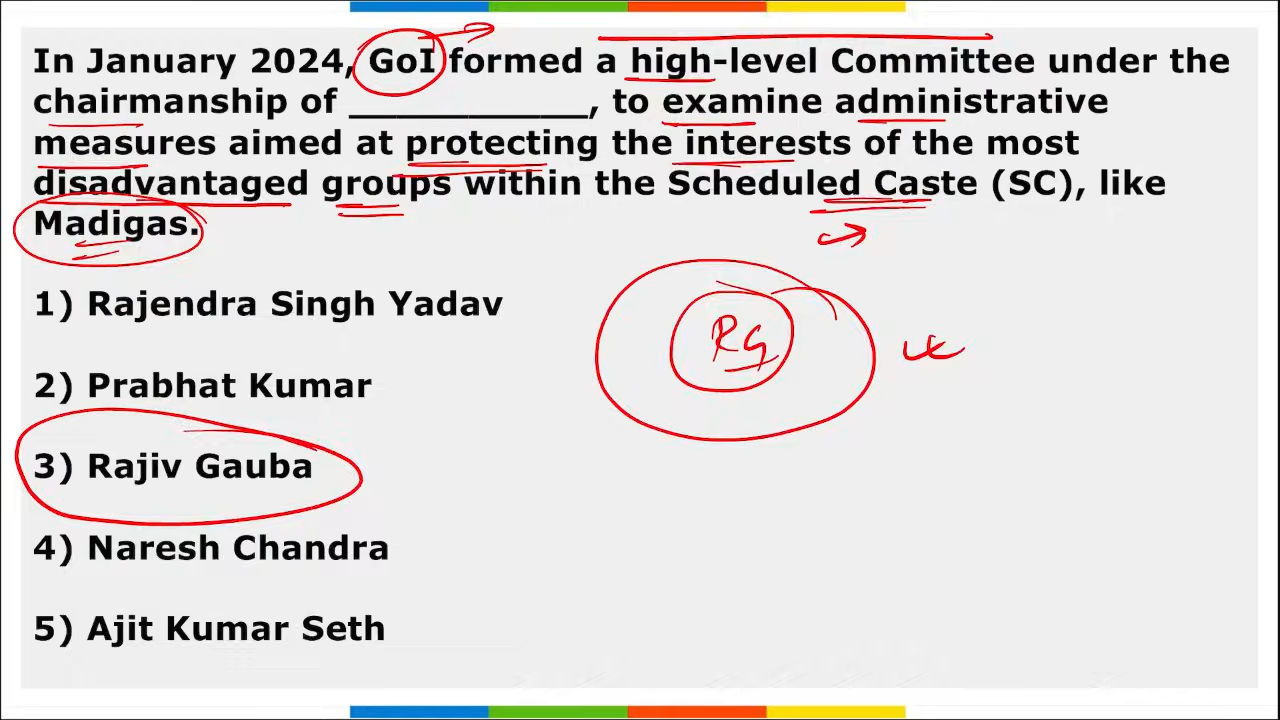 In January 2024, GoI formed a high-level Committee under the
chairmanship of ____________, to examine administrative
measures aimed at protecting the interests of the most
disadvantaged groups within the Scheduled Caste (SC), like
Madigas.
1) Rajendra Singh Yadav
RG
2) Prabhat Kumar
3) Rajiv Gauba
4) Naresh Chandra
5) Ajit Kumar Seth